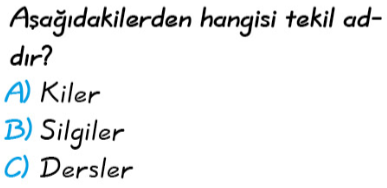 Aşağıdakilerden hangisi tekil ad-
dır?
A) Kiler
B) Silgiler
C) Dersler